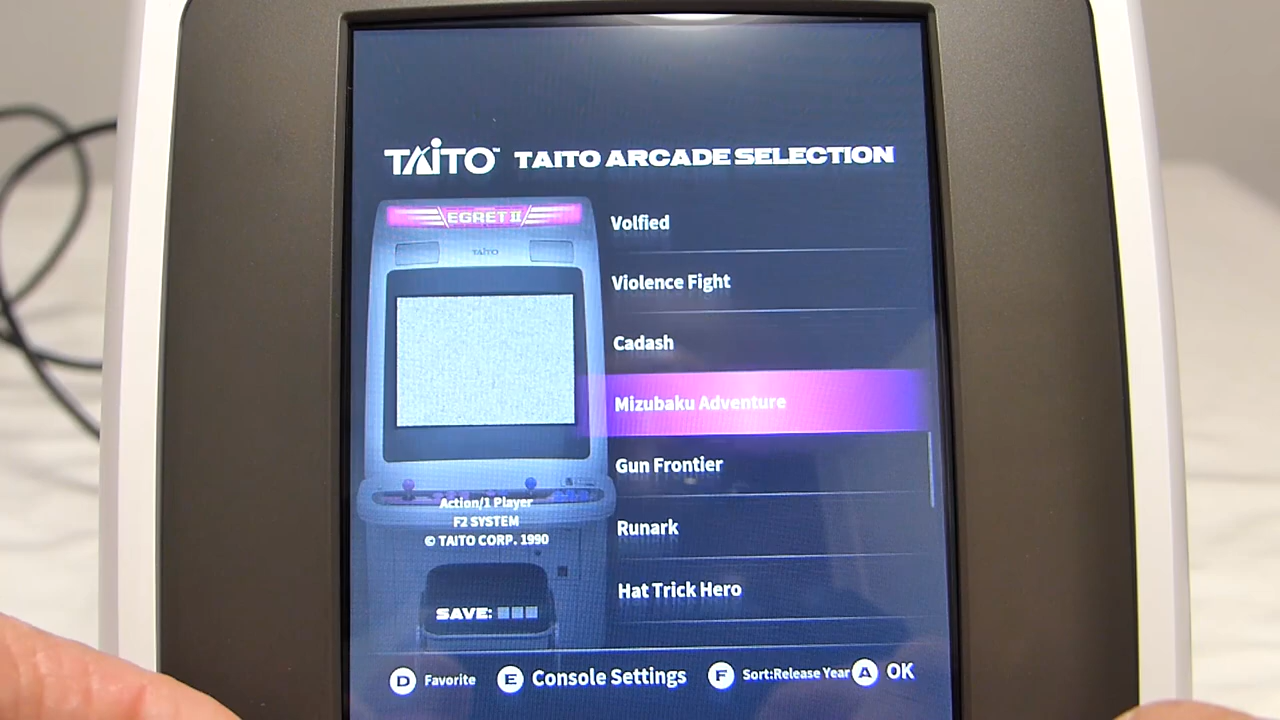 TAITO™ TAITO ARCADE SELECTION
EGRET II
TAITO
Volfied
Violence Fight
Cadash
Mizubaku Adventure
Gun Frontier
Runark
Hat Trick Hero
Action/1 Player
F2 SYSTEM
© TAITO CORP. 1990
SAVE:
D Favorite E Console Settings F Sort:Release Year A OK